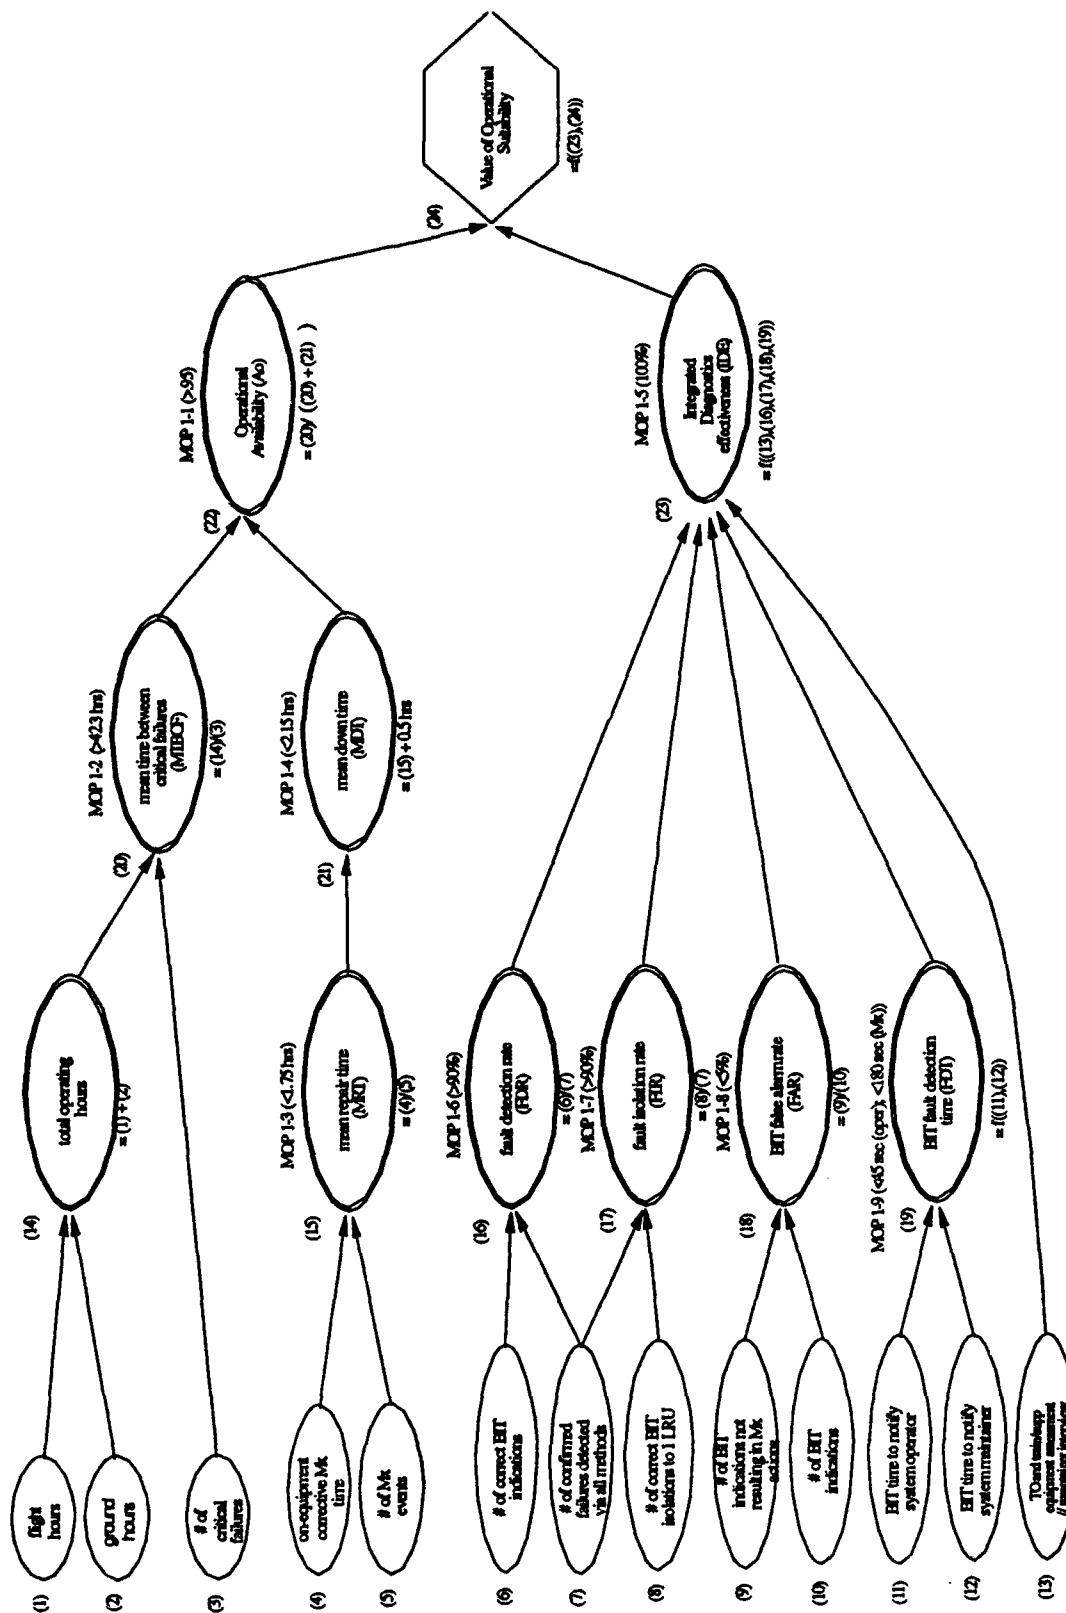 (1)
flight
hours
(2)
ground
hours
(3)
# of
critical
failures
(4)
on-equipment
corrective Mx
time
(5)
# of Mx
events
(6)
# of correct BIT
indications
(7)
# of confirmed
failures detected
via all methods
(8)
# of correct BIT
isolations to 1 LRU
(9)
# of BIT
indications not
resulting in Mx
actions
(10)
# of BIT
indications
(11)
BIT time to notify
system operator
(12)
BIT time to notify
system maintainer
(13)
TO and
equipment assessment
(14)
total operating
hours
= (1) + (2)
(15)
MOP 1-3 (<1.75 hrs)
mean repair time
(MRT)
= (4)/(5)
(16)
MOP 1-6 (>90%)
fault detection rate
(FDR)
= (6)/(7)
(17)
MOP 1-7 (>90%)
fault isolation rate
(FIR)
= (8)/(7)
(18)
MOP 1-8 (<5%)
BIT false alarm rate
(FAR)
= (9)/(10)
(19)
MOP 1-9 (<45 sec (oper), <180 sec (Mx))
BIT fault detection
time (FDT)
= f((11),(12))
(20)
MOP 1-2 (>42.3 hrs)
mean time between
critical failures
(MTBCF)
= (14)/(3)
(21)
MOP 1-4 (<2.15 hrs)
mean down time
(MDT)
= (15) + 0.5 hrs
(22)
MOP 1-1 (>.95)
Operational
Availability (Ao)
= (20)/ ((20) + (21) )
(23)
MOP 1-5 (100%)
Integrated
Diagnostics
effectiveness (IDE)
= f((13),(16),(17),(18),(19))
(24)
Value of Operational
Suitability
=f((23),(24))